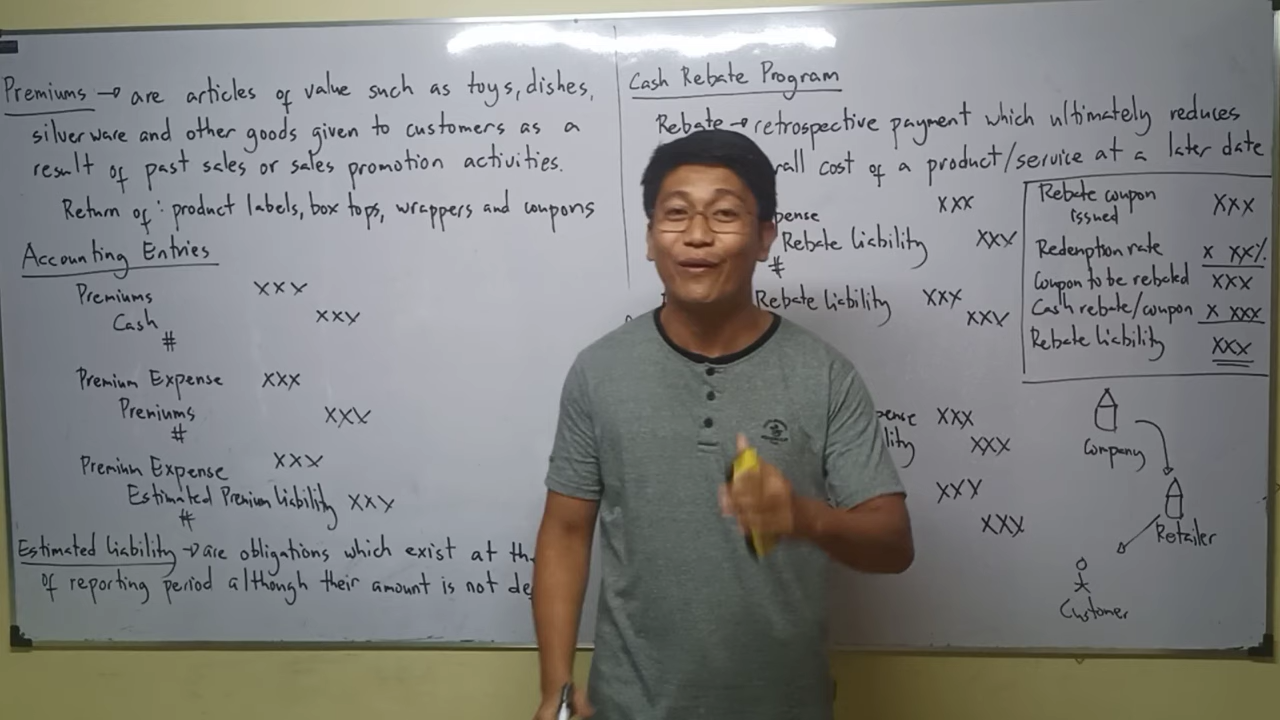 Premiums → are articles of value such as toys, dishes,
silverware and other goods given to customers as a
result of past sales or sales promotion activities.
Return of: product labels, box tops, wrappers and coupons
Accounting Entries
Premiums XXX
Cash XXX
#
Premium Expense XXX
Premiums XXX
#
Premium Expense XXX
Estimated Premium Liability XXX
#
Estimated Liability → are obligations which exist at the
of reporting period although their amount is not de
Cash Rebate Program
Rebate → retrospective payment which ultimately reduces
all cost of a product/service at a later date
pense XXX
Rebate Liability XXX
#
Rebate Liability XXX
XXX
pense XXX
lity XXX
XXX
XXX
Rebate coupon
issued XXX
Redemption rate X XX%
Coupon to be rebated XXX
Cash rebate/coupon X XXX
Rebate Liability XXX
Company
Retailer
Customer